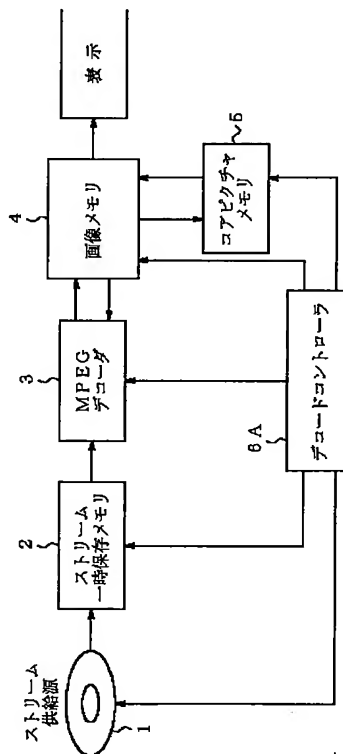 ストリーム
供給源
1
2
ストリーム
一時保存メモリ
3
MPEG
デコーダ
4
画像メモリ
表示
5
コアピクチャ
メモリ
6A
デコードコントローラ